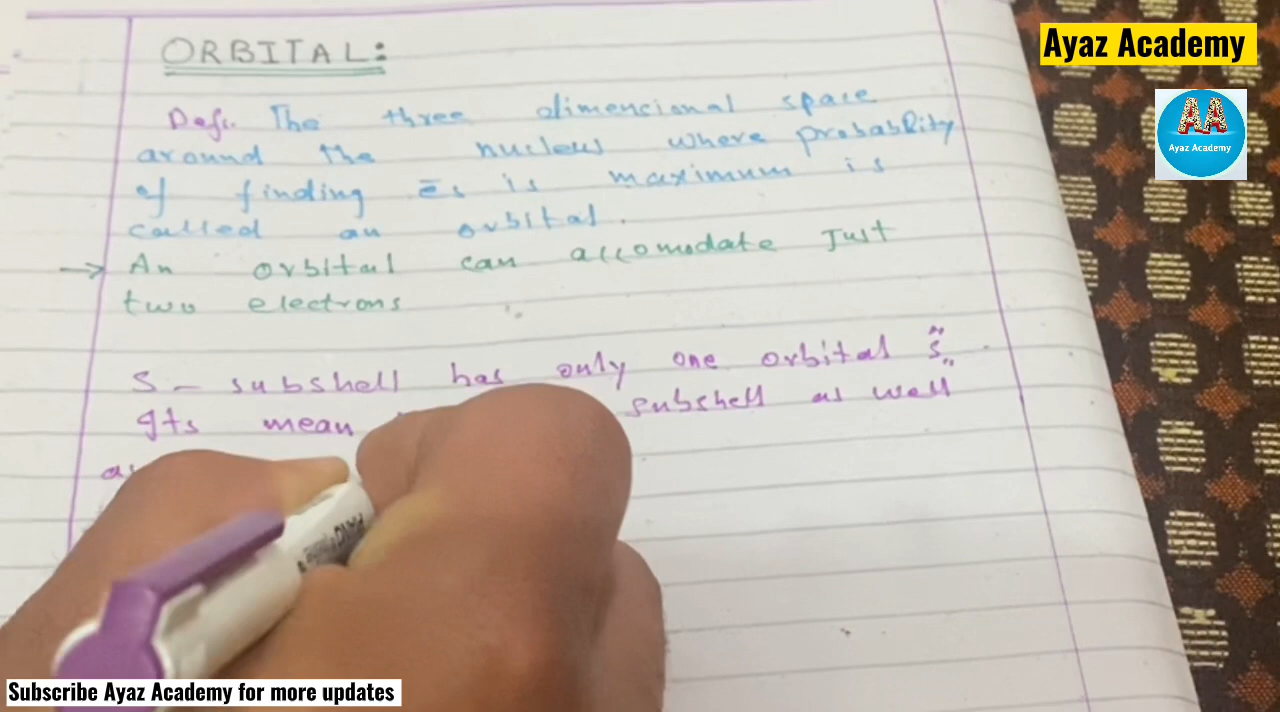 Ayaz Academy
AA
Ayaz Academy
ORBITAL:
Def:. The three dimencional space
around the nucleus where probability
of finding ēs is maximum is
called an orbital.
→ An orbital can accomodate Just
two electrons
S - subshell has only one orbital "s"
Its mean subshell as well
Subscribe Ayaz Academy for more updates